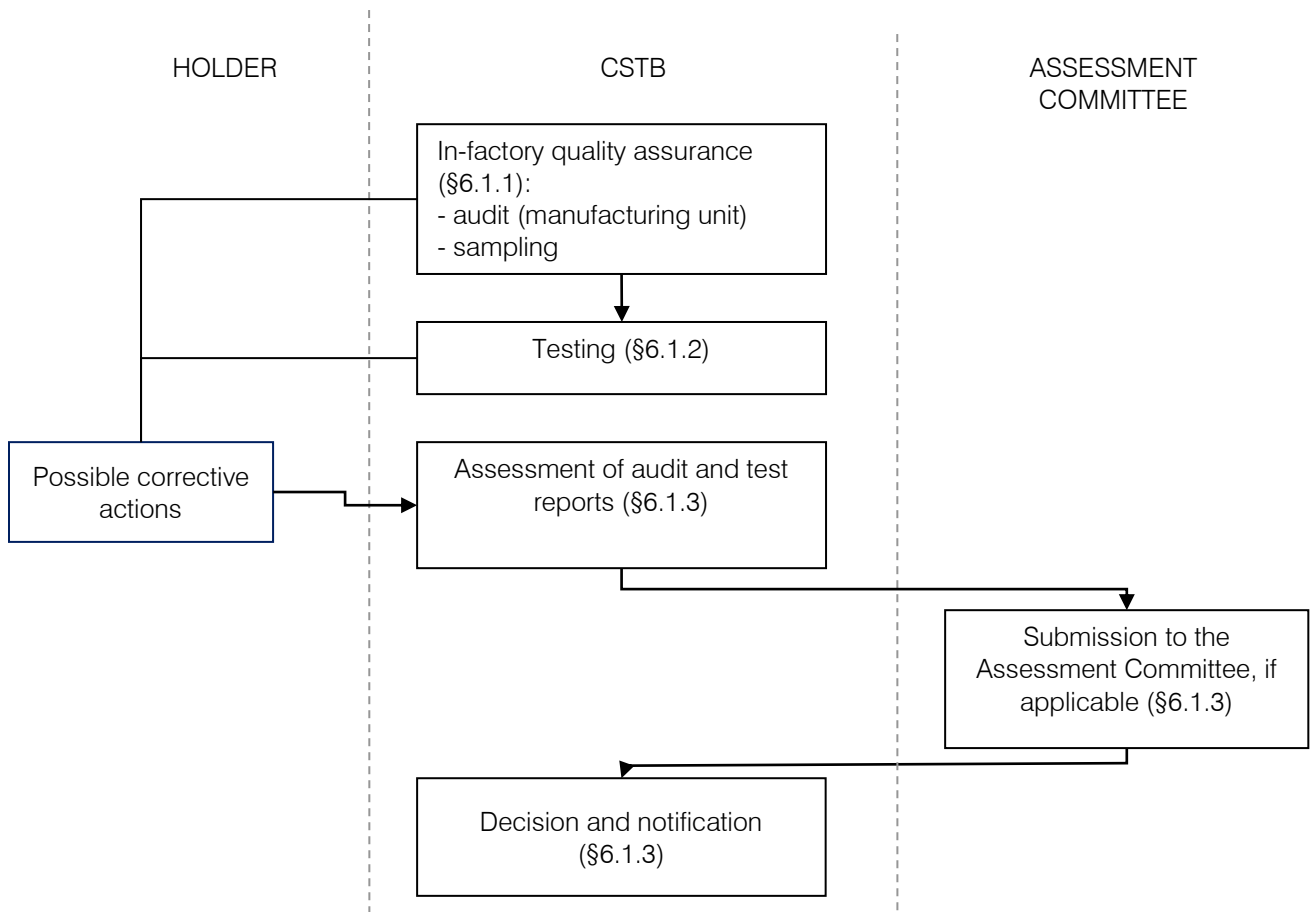 HOLDER
CSTB
ASSESSMENT
COMMITTEE
In-factory quality assurance
(§6.1.1):
- audit (manufacturing unit)
- sampling
Testing (§6.1.2)
Possible corrective
actions
Assessment of audit and test
reports (§6.1.3)
Submission to the
Assessment Committee, if
applicable (§6.1.3)
Decision and notification
(§6.1.3)